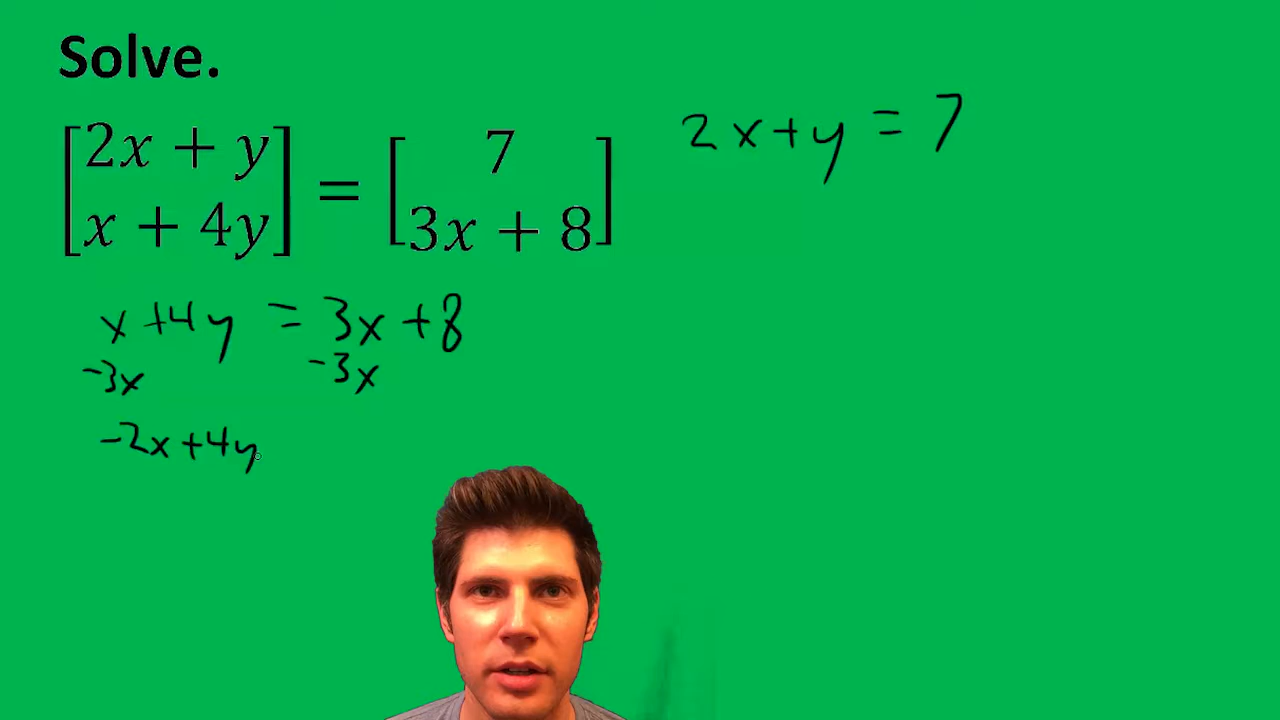 Solve.
[2x + y] = [7]
[x + 4y] [3x + 8]
2x+y = 7
x +4y = 3x +8
-3x -3x
-2x+4y